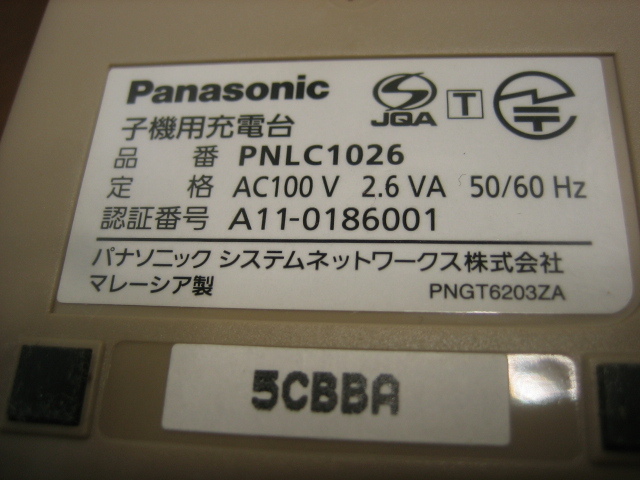 Panasonic
JQA T
子機用充電台
品番 PNLC1026
定格 AC100 V 2.6 VA 50/60 Hz
認証番号 A11-0186001
パナソニック システムネットワークス株式会社
マレーシア製 PNGT6203ZA
5CBBA